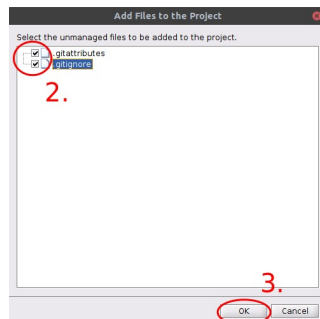 Add Files to the Project
Select the unmanaged files to be added to the project.
.gitattributes
.gitignore
2.
3.
OK
Cancel